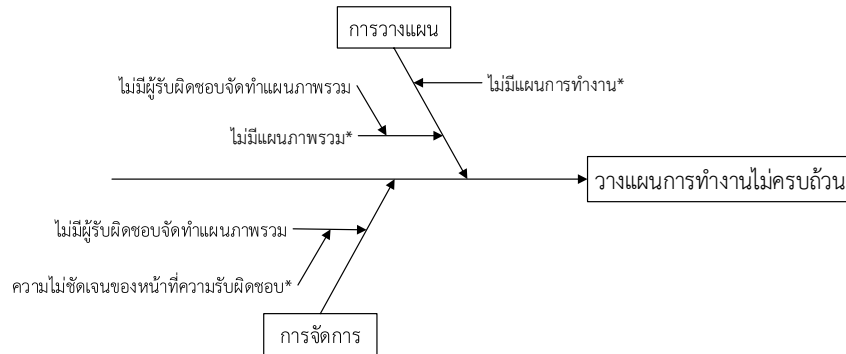 การวางแผน
ไม่มีผู้รับผิดชอบจัดทำแผนภาพรวม
ไม่มีแผนการทำงาน*
ไม่มีแผนภาพรวม*
วางแผนการทำงานไม่ครบถ้วน
ไม่มีผู้รับผิดชอบจัดทำแผนภาพรวม
ความไม่ชัดเจนของหน้าที่ความรับผิดชอบ*
การจัดการ